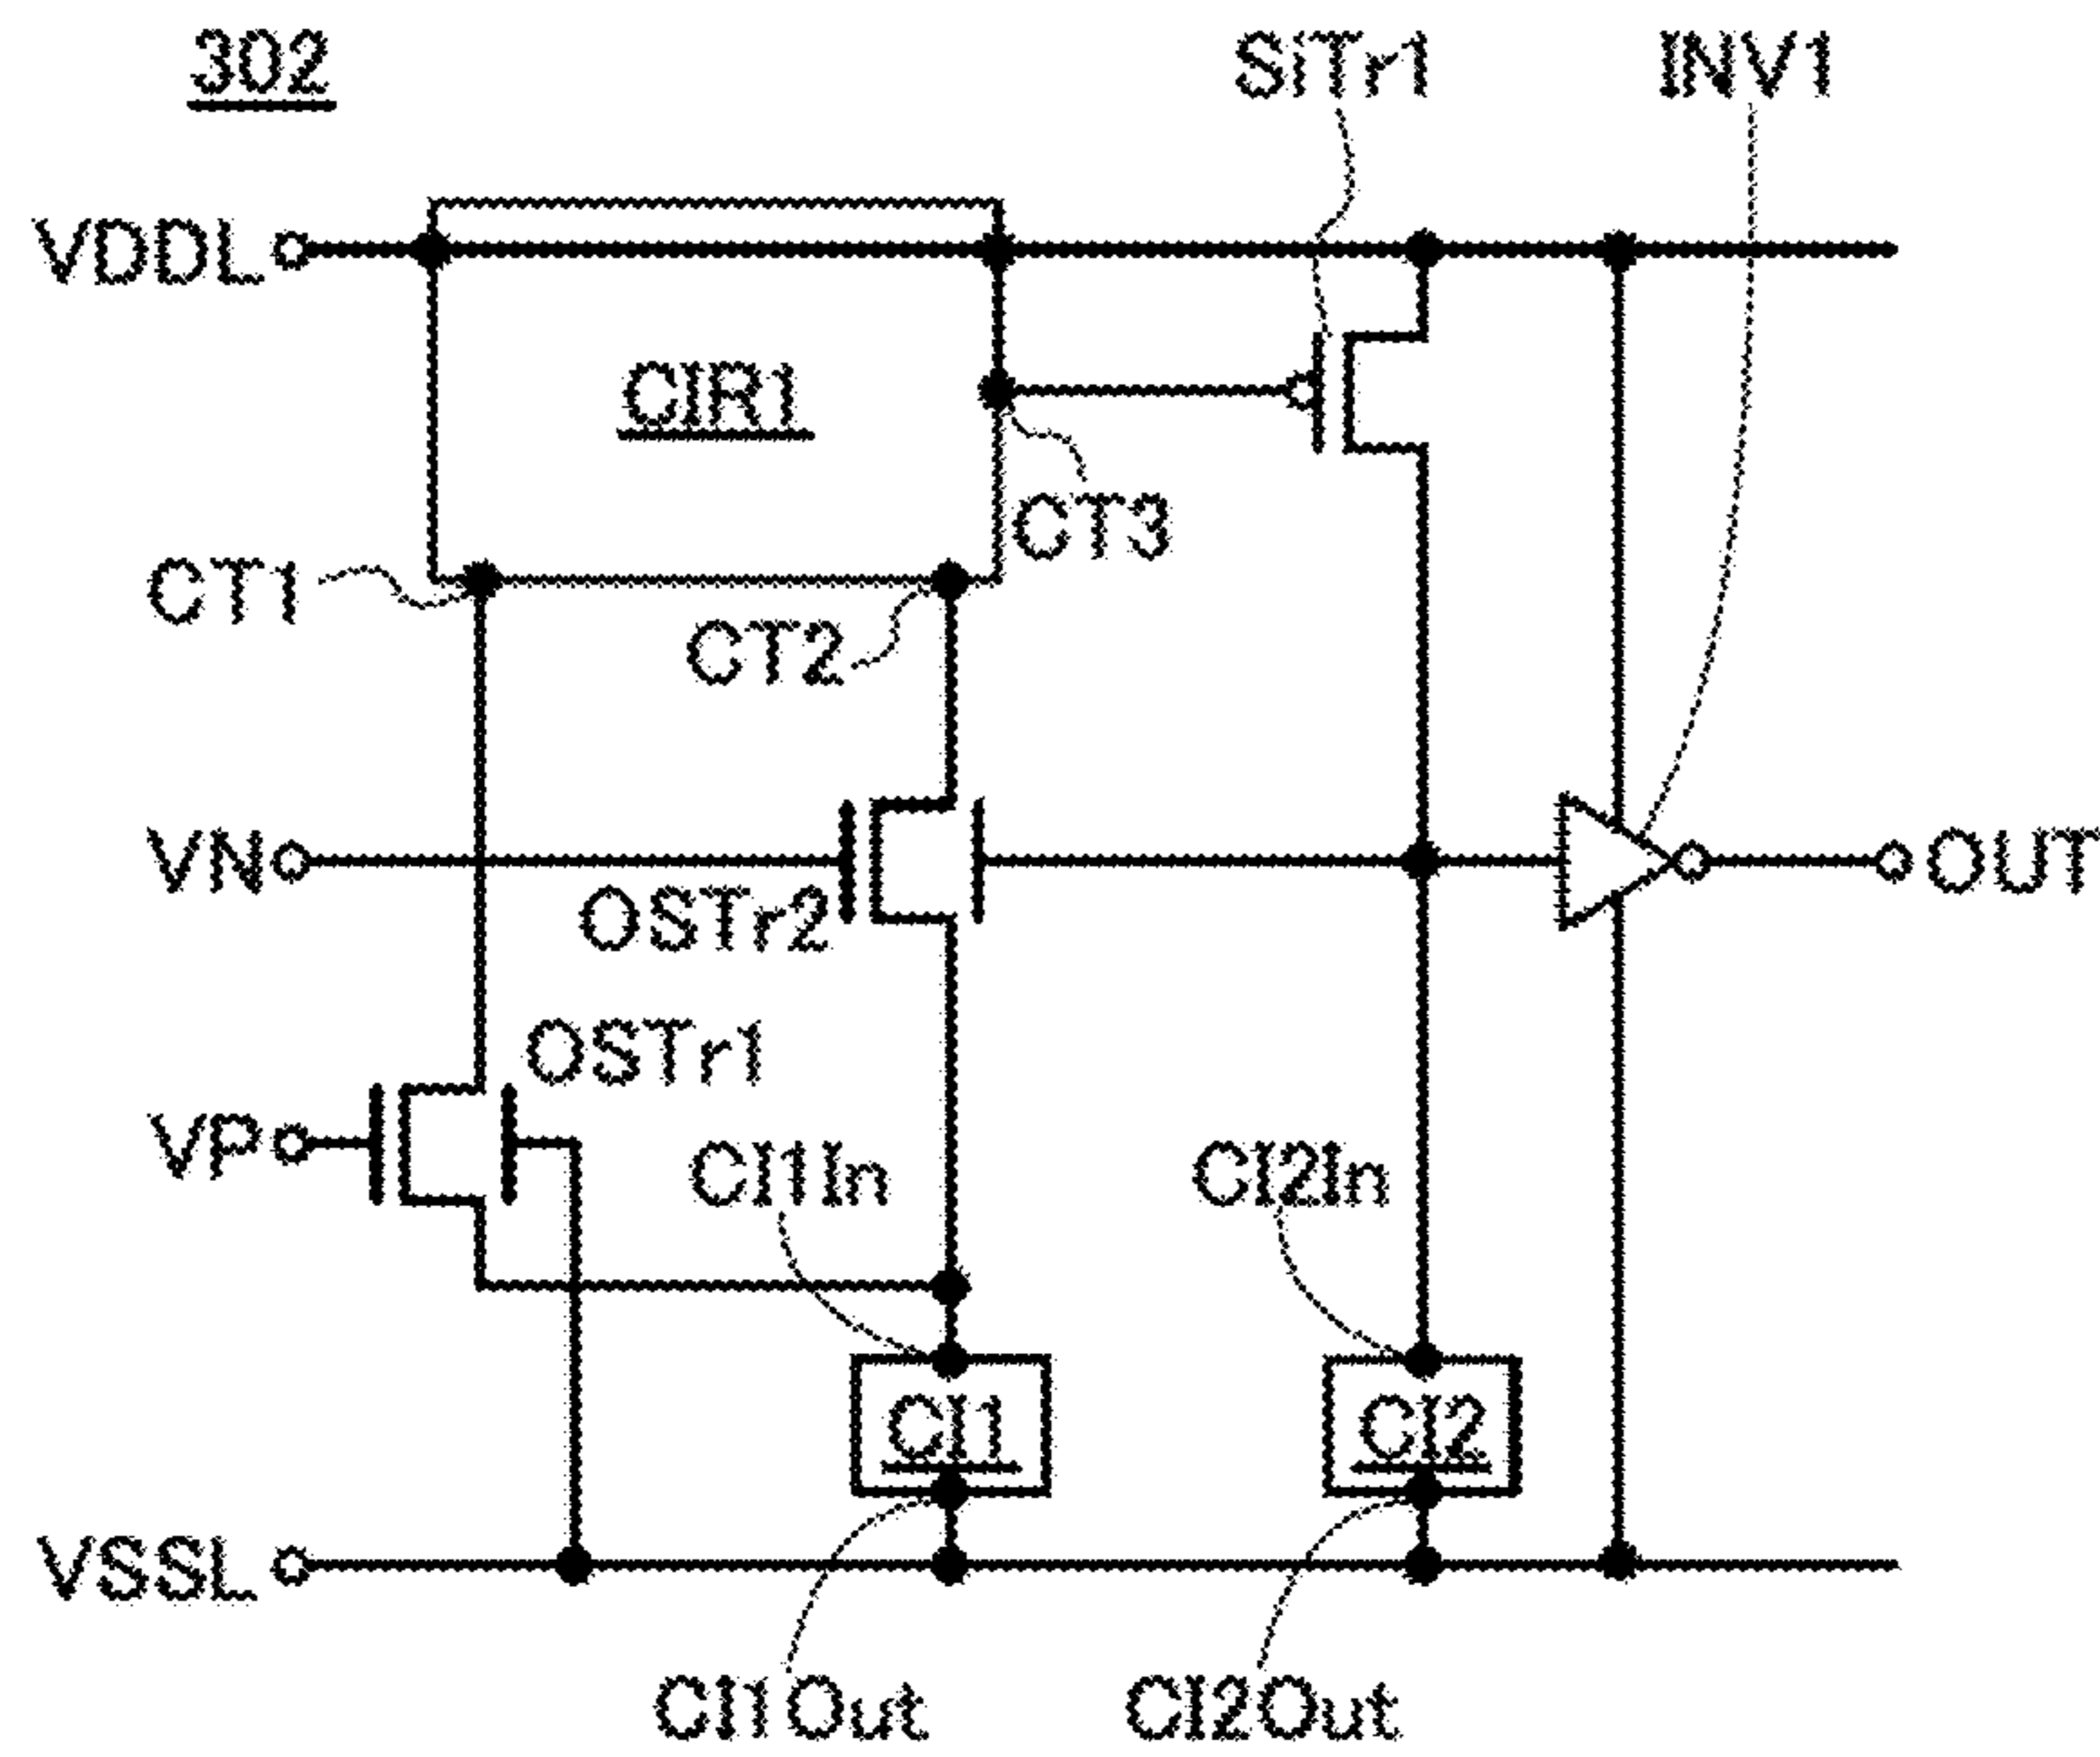 302
SiTr1
INV1
VDDL
CIR1
CT3
CT1
CT2
VN
OUT
OSTr2
OSTr1
VP
CI1In
CI2In
CI1
CI2
VSSL
CI1Out
CI2Out